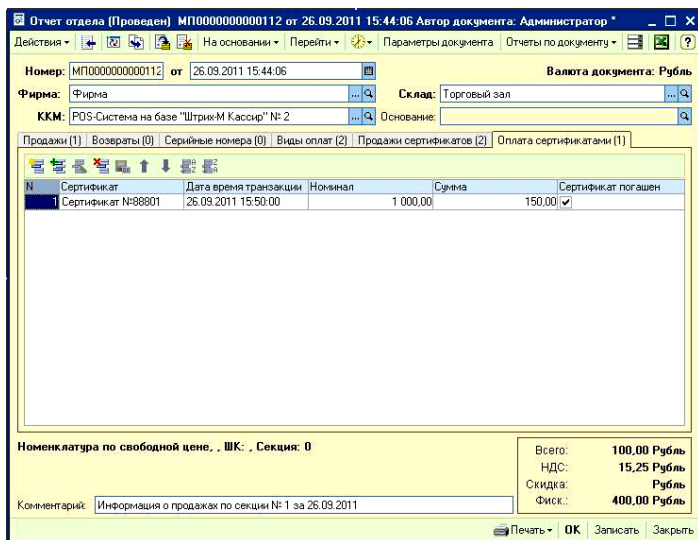 Отчет отдела (Проведен) МП0000000000112 от 26.09.2011 15:44:06 Автор документа: Администратор *
Действия На основании Перейти Параметры документа Отчеты по документу
Номер: МП0000000000112 от 26.09.2011 15:44:06 Валюта документа: Рубль
Фирма: Фирма Склад: Торговый зал
ККМ: POS-Система на базе "Штрих-М Кассир" № 2 Основание:
Продажи (1) Возвраты (0) Серийные номера (0) Виды оплат (2) Продажи сертификатов (2) Оплата сертификатами (1)
N Сертификат Дата время транзакции Номинал Сумма Сертификат погашен
1 Сертификат №88801 26.09.2011 15:50:00 1 000,00 150,00
Номенклатура по свободной цене, , ШК: , Секция: 0
Всего: 100,00 Рубль
НДС: 15,25 Рубль
Скидка: Рубль
Фиск.: 400,00 Рубль
Комментарий: Информация о продажах по секции № 1 за 26.09.2011
Печать OK Записать Закрыть